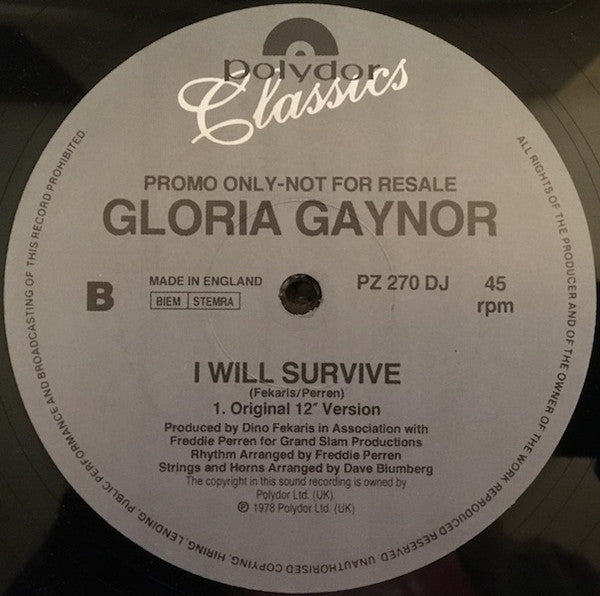 polydor
Classics
PROMO ONLY-NOT FOR RESALE
GLORIA GAYNOR
B
MADE IN ENGLAND
BIEM STEMRA
PZ 270 DJ
45
rpm
I WILL SURVIVE
(Fekaris/Perren)
1. Original 12″ Version
Produced by Dino Fekaris in Association with
Freddie Perren for Grand Slam Productions
Rhythm Arranged by Freddie Perren
Strings and Horns Arranged by Dave Blumberg
The copyright in this sound recording is owned by
Polydor Ltd. (UK).
℗ 1978 Polydor Ltd. (UK)
ALL RIGHTS OF THE PRODUCER AND OF THE OWNER OF THE WORK REPRODUCED RESERVED. UNAUTHORISED COPYING, HIRING, LENDING, PUBLIC PERFORMANCE AND BROADCASTING OF THIS RECORD PROHIBITED.